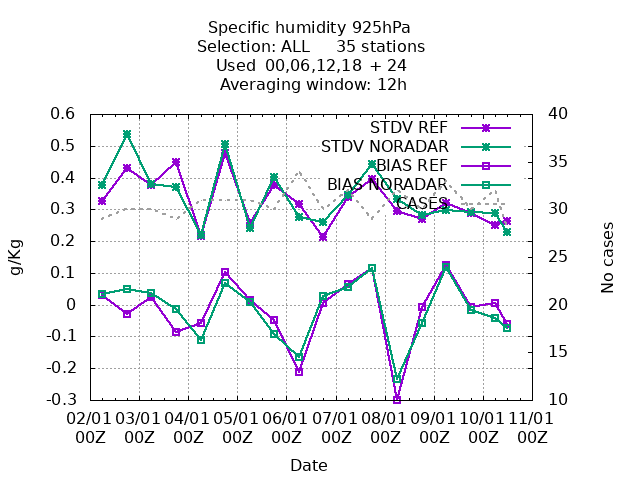 Specific humidity 925hPa
Selection: ALL 35 stations
Used 00,06,12,18 + 24
Averaging window: 12h
0.6
0.5
0.4
0.3
0.2
0.1
0
-0.1
-0.2
-0.3
40
35
30
25
20
15
10
STDV REF
STDV NORADAR
BIAS REF
BIAS NORADAR
CASES
g/Kg
No cases
02/01 03/01 04/01 05/01 06/01 07/01 08/01 09/01 10/01 11/01
00Z 00Z 00Z 00Z 00Z 00Z 00Z 00Z 00Z 00Z
Date